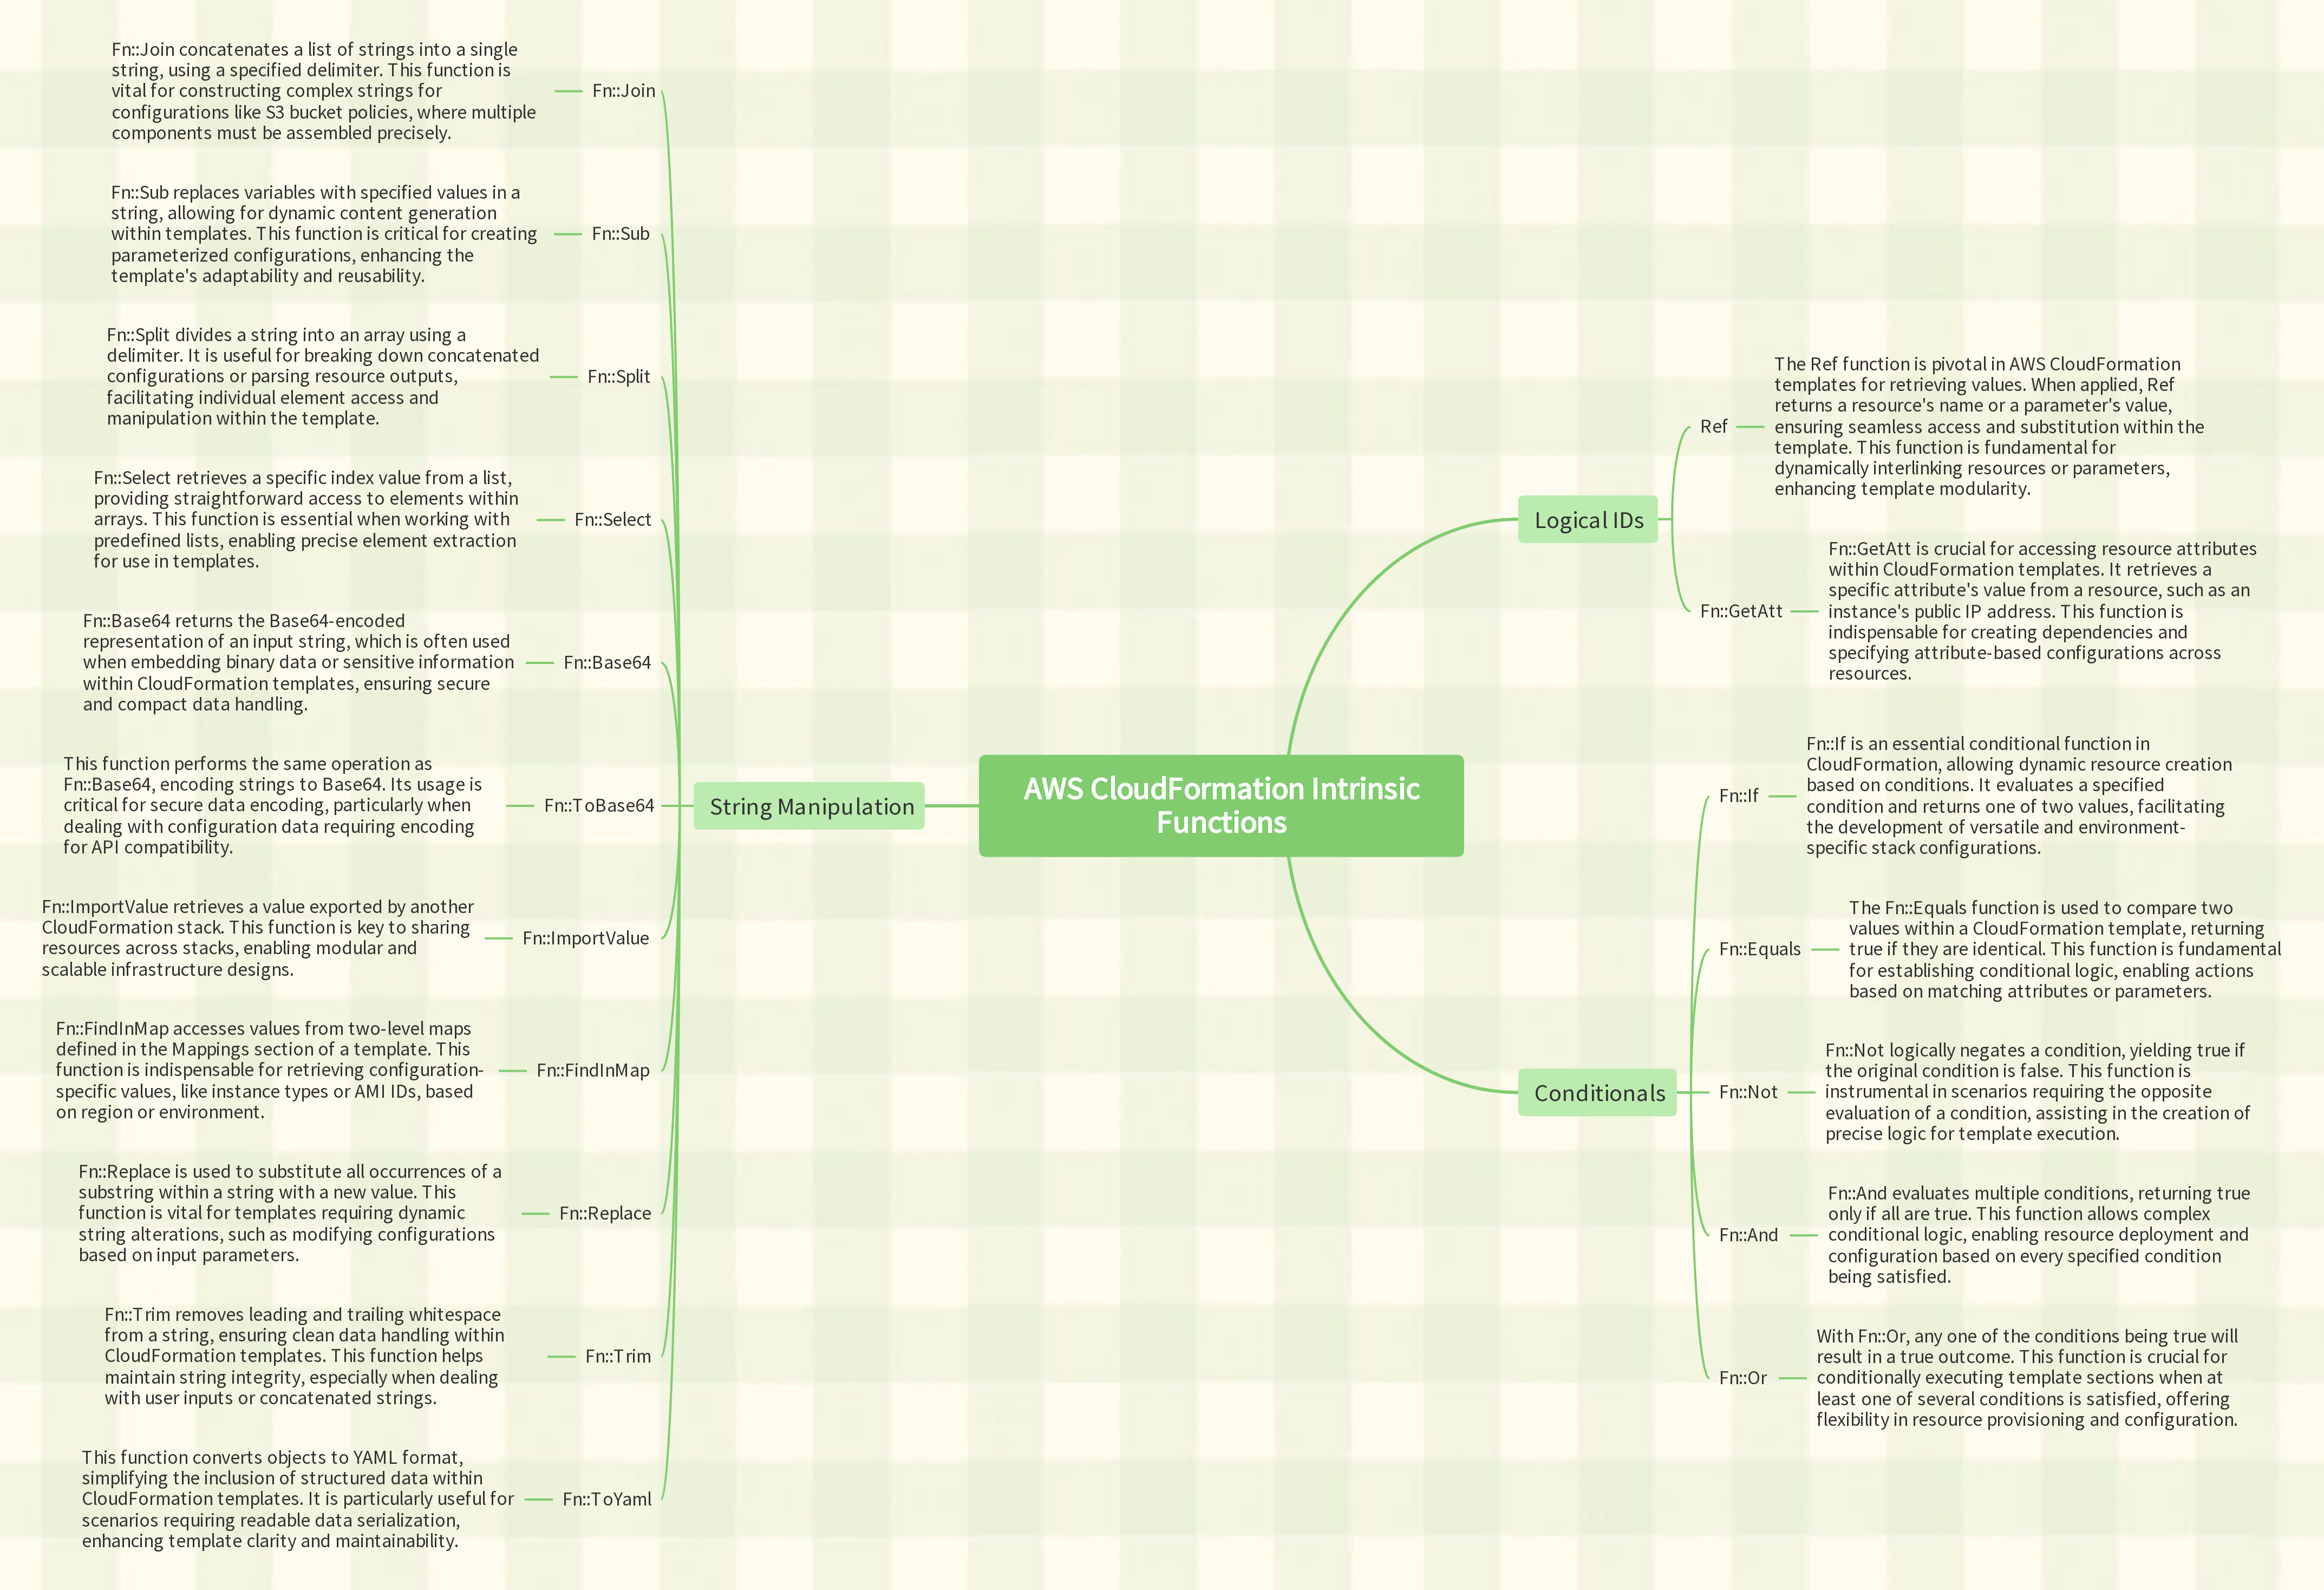 AWS CloudFormation Intrinsic
Functions
String Manipulation
Fn::Join
Fn::Join concatenates a list of strings into a single
string, using a specified delimiter. This function is
vital for constructing complex strings for
configurations like S3 bucket policies, where multiple
components must be assembled precisely.
Fn::Sub
Fn::Sub replaces variables with specified values in a
string, allowing for dynamic content generation
within templates. This function is critical for creating
parameterized configurations, enhancing the
template's adaptability and reusability.
Fn::Split
Fn::Split divides a string into an array using a
delimiter. It is useful for breaking down concatenated
configurations or parsing resource outputs,
facilitating individual element access and
manipulation within the template.
Fn::Select
Fn::Select retrieves a specific index value from a list,
providing straightforward access to elements within
arrays. This function is essential when working with
predefined lists, enabling precise element extraction
for use in templates.
Fn::Base64
Fn::Base64 returns the Base64-encoded
representation of an input string, which is often used
when embedding binary data or sensitive information
within CloudFormation templates, ensuring secure
and compact data handling.
Fn::ToBase64
This function performs the same operation as
Fn::Base64, encoding strings to Base64. Its usage is
critical for secure data encoding, particularly when
dealing with configuration data requiring encoding
for API compatibility.
Fn::ImportValue
Fn::ImportValue retrieves a value exported by another
CloudFormation stack. This function is key to sharing
resources across stacks, enabling modular and
scalable infrastructure designs.
Fn::FindInMap
Fn::FindInMap accesses values from two-level maps
defined in the Mappings section of a template. This
function is indispensable for retrieving configuration-
specific values, like instance types or AMI IDs, based
on region or environment.
Fn::Replace
Fn::Replace is used to substitute all occurrences of a
substring within a string with a new value. This
function is vital for templates requiring dynamic
string alterations, such as modifying configurations
based on input parameters.
Fn::Trim
Fn::Trim removes leading and trailing whitespace
from a string, ensuring clean data handling within
CloudFormation templates. This function helps
maintain string integrity, especially when dealing
with user inputs or concatenated strings.
Fn::ToYaml
This function converts objects to YAML format,
simplifying the inclusion of structured data within
CloudFormation templates. It is particularly useful for
scenarios requiring readable data serialization,
enhancing template clarity and maintainability.
Logical IDs
Ref
The Ref function is pivotal in AWS CloudFormation
templates for retrieving values. When applied, Ref
returns a resource's name or a parameter's value,
ensuring seamless access and substitution within the
template. This function is fundamental for
dynamically interlinking resources or parameters,
enhancing template modularity.
Fn::GetAtt
Fn::GetAtt is crucial for accessing resource attributes
within CloudFormation templates. It retrieves a
specific attribute's value from a resource, such as an
instance's public IP address. This function is
indispensable for creating dependencies and
specifying attribute-based configurations across
resources.
Conditionals
Fn::If
Fn::If is an essential conditional function in
CloudFormation, allowing dynamic resource creation
based on conditions. It evaluates a specified
condition and returns one of two values, facilitating
the development of versatile and environment-
specific stack configurations.
Fn::Equals
The Fn::Equals function is used to compare two
values within a CloudFormation template, returning
true if they are identical. This function is fundamental
for establishing conditional logic, enabling actions
based on matching attributes or parameters.
Fn::Not
Fn::Not logically negates a condition, yielding true if
the original condition is false. This function is
instrumental in scenarios requiring the opposite
evaluation of a condition, assisting in the creation of
precise logic for template execution.
Fn::And
Fn::And evaluates multiple conditions, returning true
only if all are true. This function allows complex
conditional logic, enabling resource deployment and
configuration based on every specified condition
being satisfied.
Fn::Or
With Fn::Or, any one of the conditions being true will
result in a true outcome. This function is crucial for
conditionally executing template sections when at
least one of several conditions is satisfied, offering
flexibility in resource provisioning and configuration.